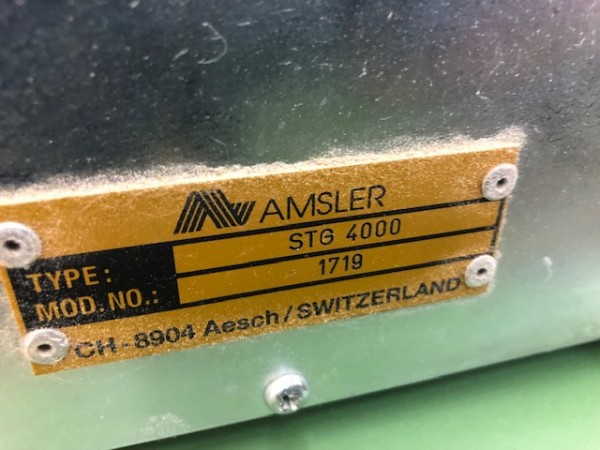 AMSLER
TYPE: STG 4000
MOD.NO.: 1719
CH-8904 Aesch/SWITZERLAND